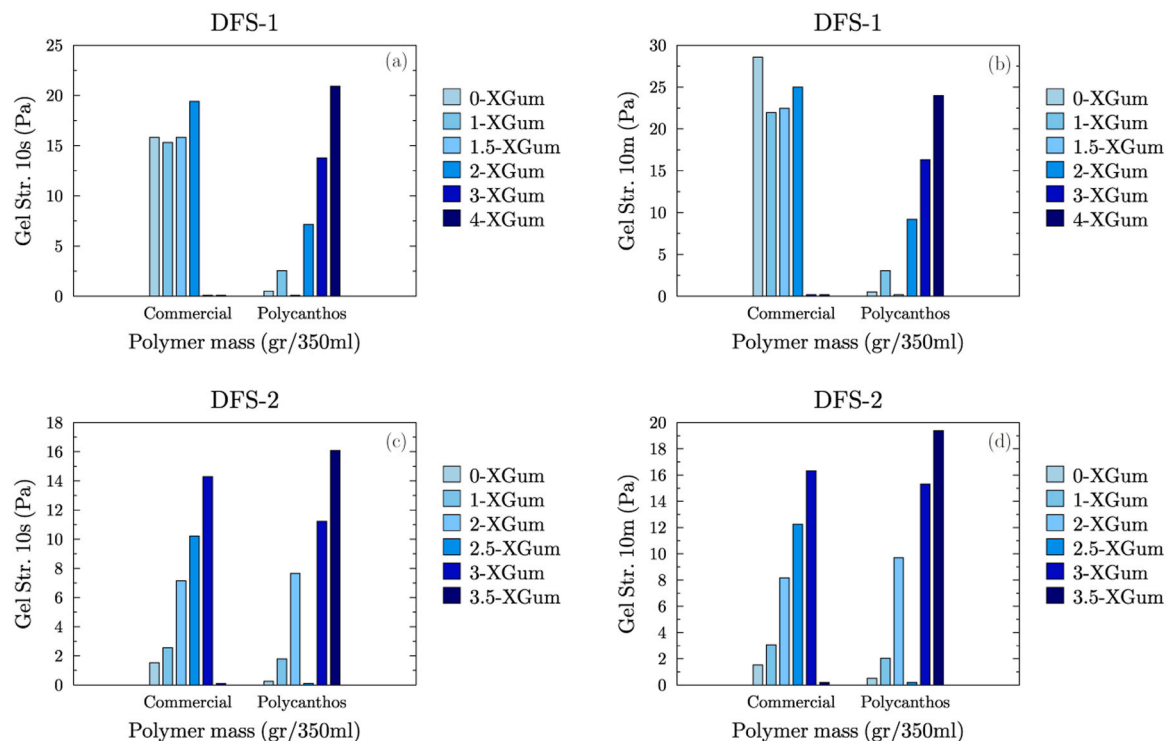 DFS-1
(a)
Gel Str. 10s (Pa)
25
20
15
10
5
0
Commercial Polycanthos
Polymer mass (gr/350ml)
0-XGum
1-XGum
1.5-XGum
2-XGum
3-XGum
4-XGum
DFS-1
(b)
Gel Str. 10m (Pa)
30
25
20
15
10
5
0
Commercial Polycanthos
Polymer mass (gr/350ml)
0-XGum
1-XGum
1.5-XGum
2-XGum
3-XGum
4-XGum
DFS-2
(c)
Gel Str. 10s (Pa)
18
16
14
12
10
8
6
4
2
0
Commercial Polycanthos
Polymer mass (gr/350ml)
0-XGum
1-XGum
2-XGum
2.5-XGum
3-XGum
3.5-XGum
DFS-2
(d)
Gel Str. 10m (Pa)
20
18
16
14
12
10
8
6
4
2
0
Commercial Polycanthos
Polymer mass (gr/350ml)
0-XGum
1-XGum
2-XGum
2.5-XGum
3-XGum
3.5-XGum